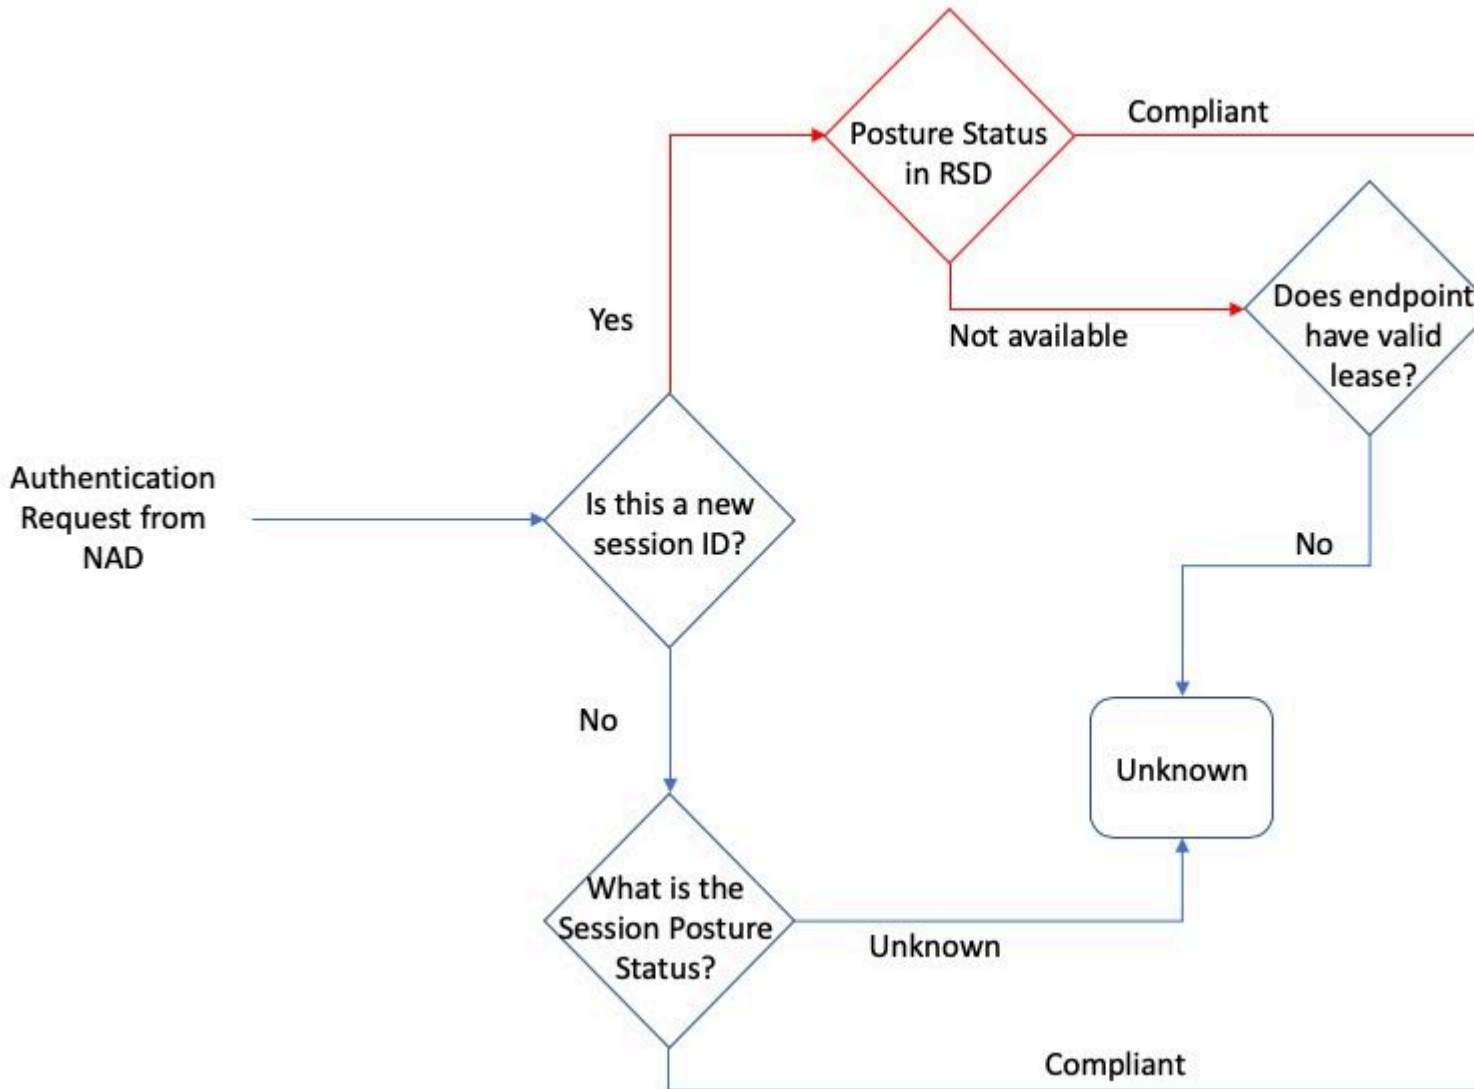 Compliant
Posture Status
in RSD
Does endpoint
have valid
lease?
Not available
Yes
Authentication
Request from
NAD
Is this a new
session ID?
No
No
Unknown
What is the
Session Posture
Status?
Unknown
Compliant